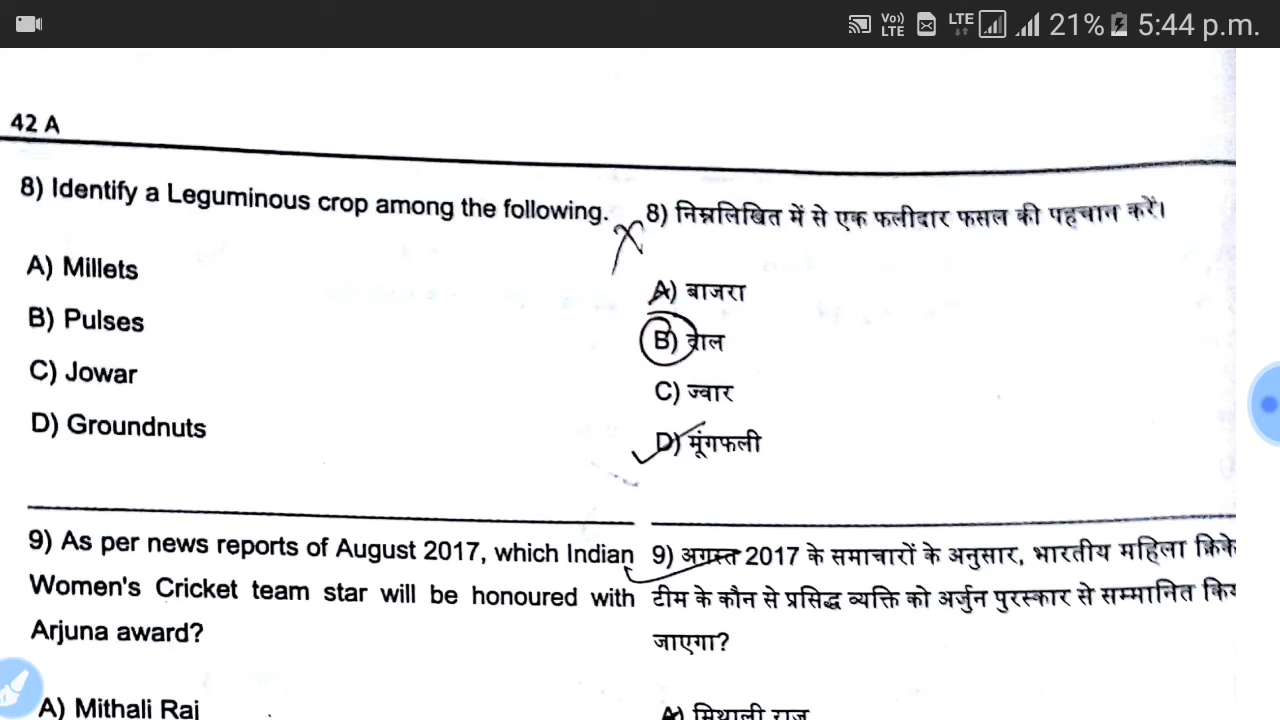 Vo)) LTE LTE 21% 5:44 p.m.
42 A
8) Identify a Leguminous crop among the following.
A) Millets
B) Pulses
C) Jowar
D) Groundnuts
8) निम्नलिखित में से एक फलीदार फसल की पहचान करें।
A) बाजरा
B) दाल
C) ज्वार
D) मूंगफली
9) As per news reports of August 2017, which Indian
Women's Cricket team star will be honoured with
Arjuna award?
A) Mithali Raj
9) अगस्त 2017 के समाचारों के अनुसार, भारतीय महिला
टीम के कौन से प्रसिद्ध व्यक्ति को अर्जुन पुरस्कार से सम्मानित
जाएगा?
A) मिथाली राज